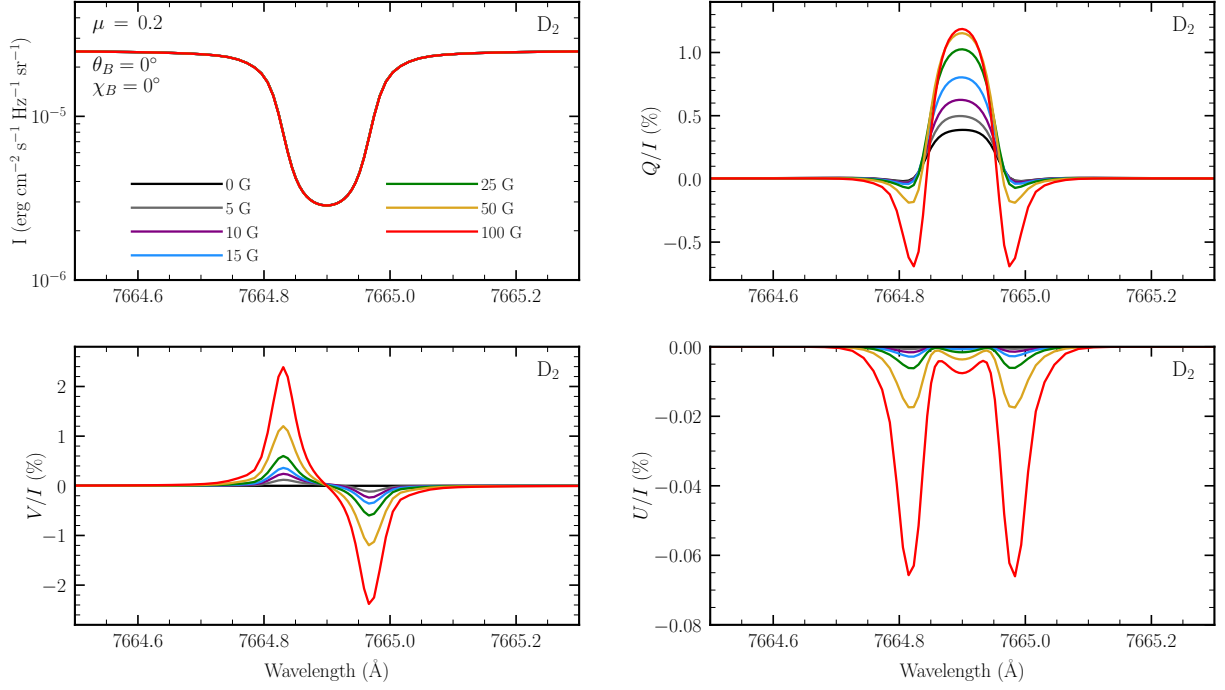 μ = 0.2
D2
θB = 0°
χB = 0°
I (erg cm−2 s−1 Hz−1 sr−1)
10−5
10−6
0 G
5 G
10 G
15 G
25 G
50 G
100 G
7664.6 7664.8 7665.0 7665.2
D2
Q/I (%)
1.0
0.5
0.0
−0.5
7664.6 7664.8 7665.0 7665.2
D2
V/I (%)
2
1
0
−1
−2
7664.6 7664.8 7665.0 7665.2
Wavelength (Å)
D2
U/I (%)
0.00
−0.02
−0.04
−0.06
−0.08
7664.6 7664.8 7665.0 7665.2
Wavelength (Å)